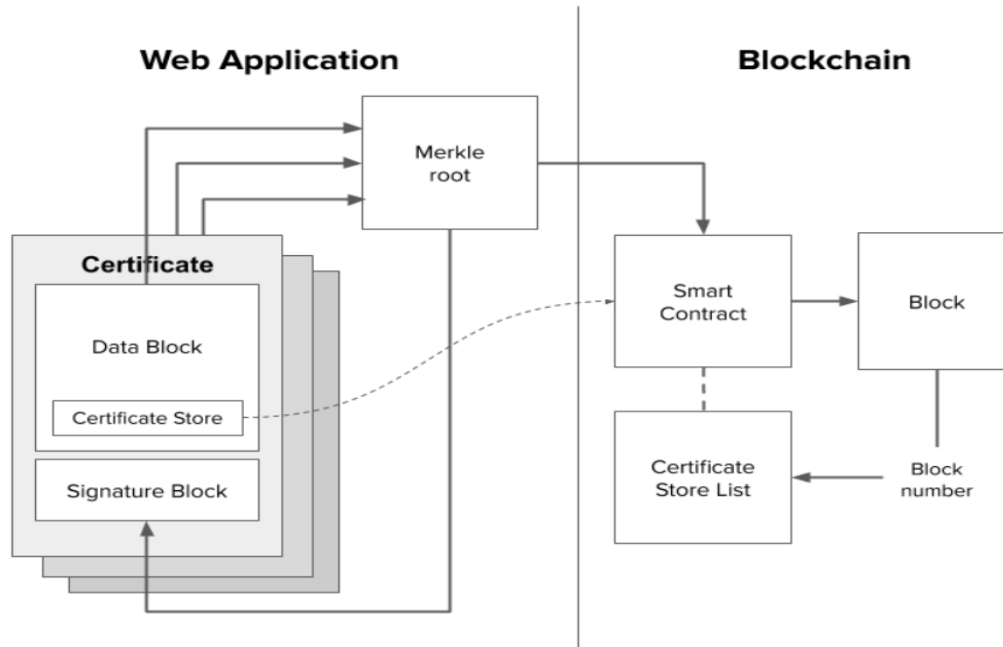 Web Application
Blockchain
Merkle
root
Certificate
Data Block
Certificate Store
Signature Block
Smart
Contract
Block
Certificate
Store List
Block
number